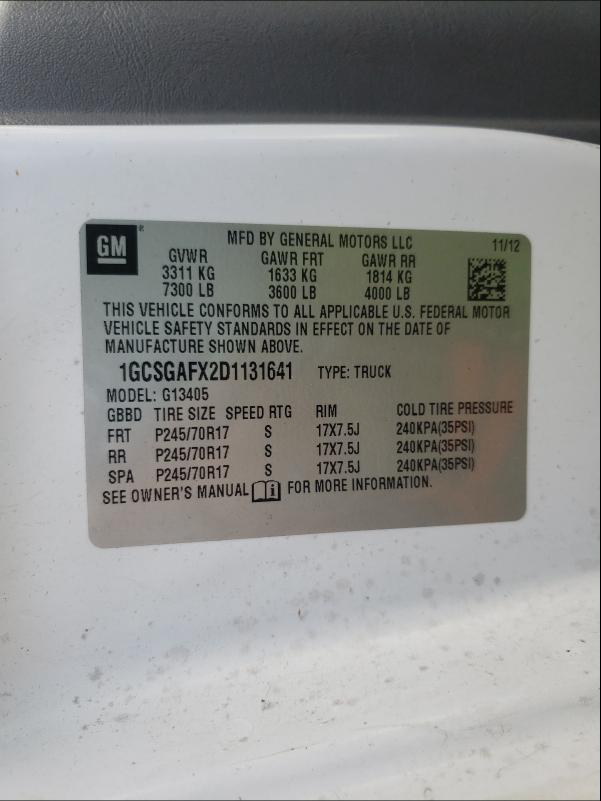 GM ® MFD BY GENERAL MOTORS LLC 11/12
GVWR GAWR FRT GAWR RR
3311 KG 1633 KG 1814 KG
7300 LB 3600 LB 4000 LB
THIS VEHICLE CONFORMS TO ALL APPLICABLE U.S. FEDERAL MOTOR
VEHICLE SAFETY STANDARDS IN EFFECT ON THE DATE OF
MANUFACTURE SHOWN ABOVE.
1GCSGAFX2D1131641 TYPE: TRUCK
MODEL: G13405
GBBD TIRE SIZE SPEED RTG RIM COLD TIRE PRESSURE
FRT P245/70R17 S 17X7.5J 240KPA(35PSI)
RR P245/70R17 S 17X7.5J 240KPA(35PSI)
SPA P245/70R17 S 17X7.5J 240KPA(35PSI)
SEE OWNER'S MANUAL i FOR MORE INFORMATION.